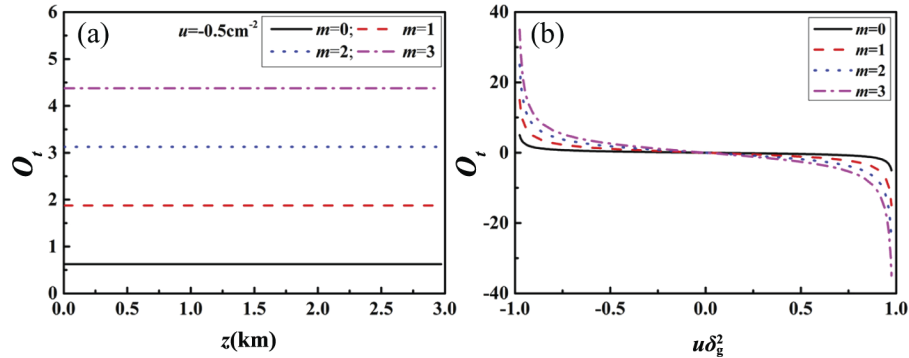 (a) u=-0.5cm⁻² m=0; m=1
m=2; m=3
6
5
4
3
2
1
0
O_t
0.0 0.5 1.0 1.5 2.0 2.5 3.0
z(km)
(b) m=0
m=1
m=2
m=3
40
20
0
-20
-40
O_t
-1.0 -0.5 0.0 0.5 1.0
uδ_g²